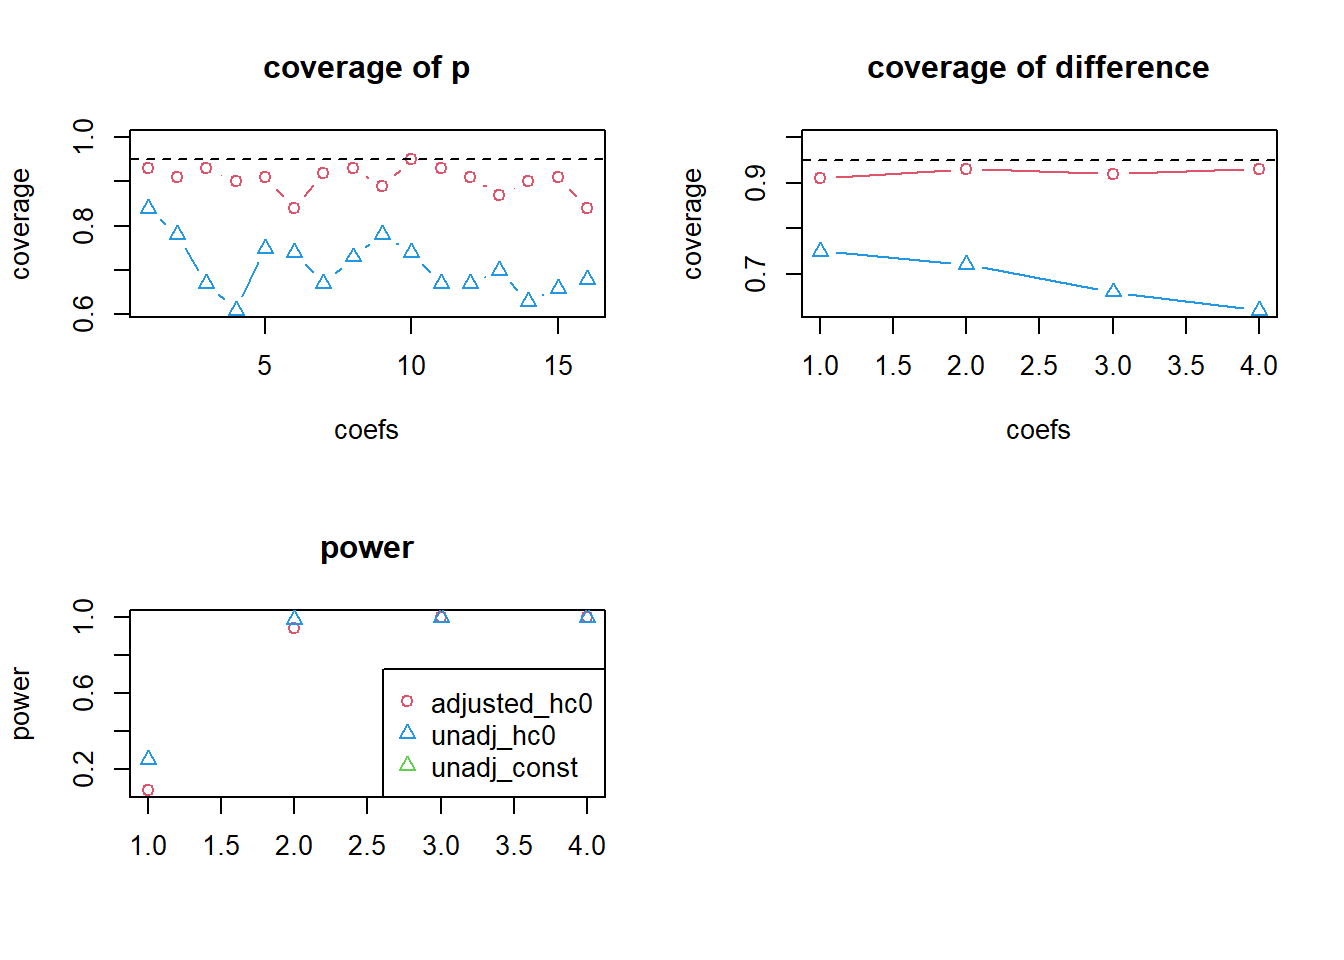 coverage of p
coverage
1.0
0.8
0.6
5 10 15
coefs
coverage of difference
coverage
0.9
0.7
1.0 1.5 2.0 2.5 3.0 3.5 4.0
coefs
power
power
1.0
0.6
0.2
adjusted_hc0
unadj_hc0
unadj_const
1.0 1.5 2.0 2.5 3.0 3.5 4.0